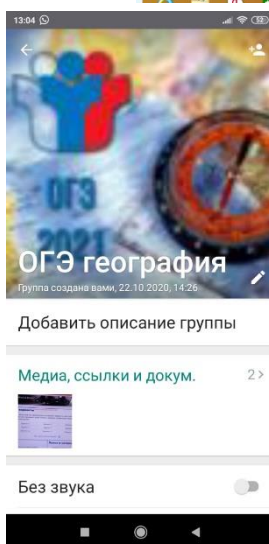 13:04
52
ОГЭ
2021
ОГЭ география
Группа создана вами, 22.10.2020, 14:26
Добавить описание группы
Медиа, ссылки и докум. 2 >
Без звука